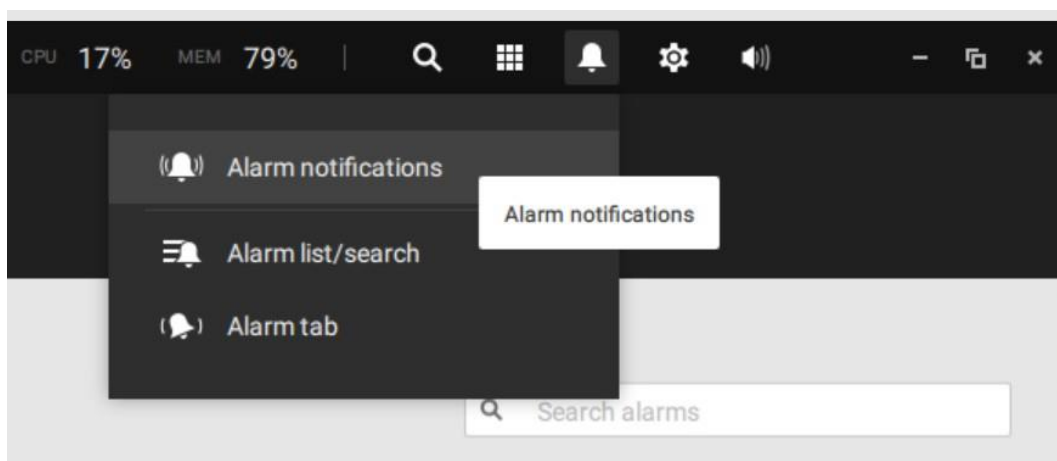 CPU 17% MEM 79%
Alarm notifications
Alarm notifications
Alarm list/search
Alarm tab
Search alarms